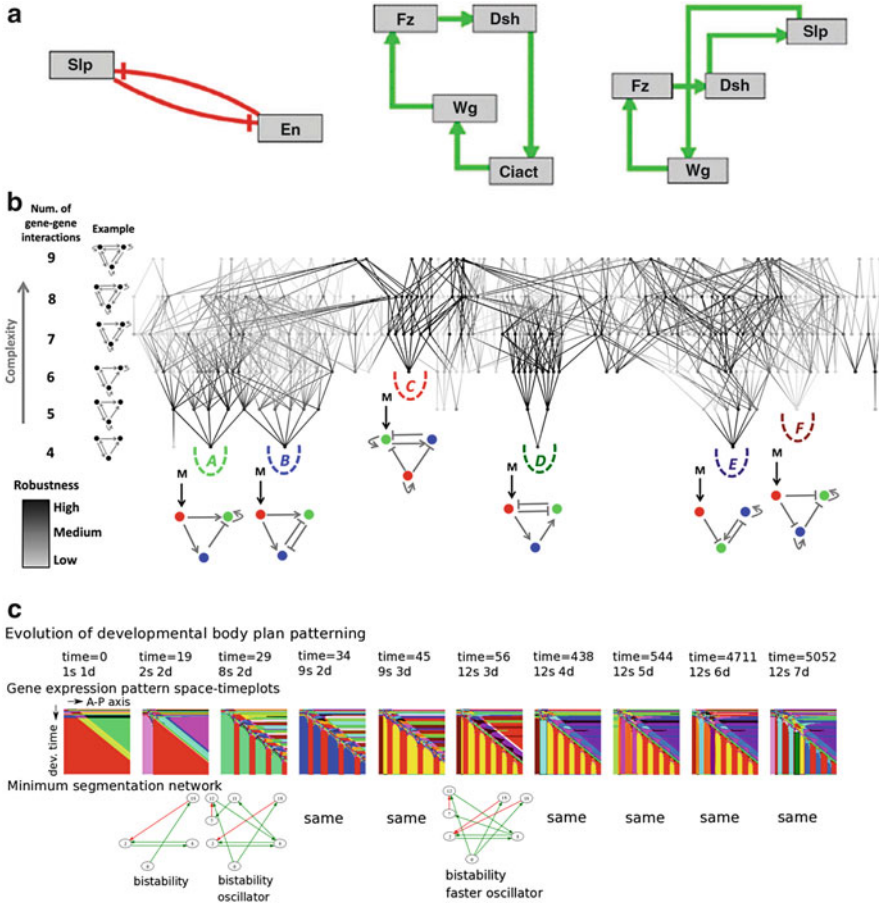 a
Slp
En
Fz
Dsh
Wg
Ciact
Slp
Fz
Dsh
Wg
b
Num. of
gene-gene
interactions
Example
9
8
7
6
5
4
Complexity
A
B
C
D
E
F
M
M
M
M
M
M
Robustness
High
Medium
Low
c
Evolution of developmental body plan patterning
time=0 time=19 time=29 time=34 time=45 time=56 time=438 time=544 time=4711 time=5052
1s 1d 2s 2d 8s 2d 9s 2d 9s 3d 12s 3d 12s 4d 12s 5d 12s 6d 12s 7d
Gene expression pattern space-timeplots
A-P axis
dev. time
Minimum segmentation network
same same same same same same
bistability
bistability
oscillator
bistability
faster oscillator